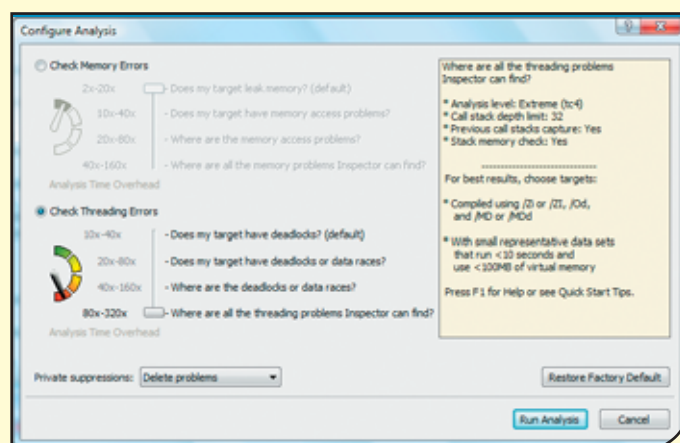 Configure Analysis
Check Memory Errors
2x-20x - Does my target leak memory? (default)
10x-40x - Does my target have memory access problems?
20x-80x - Where are the memory access problems?
40x-160x - Where are all the memory problems Inspector can find?
Analysis Time Overhead
Check Threading Errors
10x-40x - Does my target have deadlocks? (default)
20x-80x - Does my target have deadlocks or data races?
40x-160x - Where are the deadlocks or data races?
80x-320x - Where are all the threading problems Inspector can find?
Analysis Time Overhead
Where are all the threading problems
Inspector can find?
* Analysis level: Extreme (tc4)
* Call stack depth limit: 32
* Previous call stacks capture: Yes
* Stack memory check: Yes
-----------------------------
For best results, choose targets:
* Compiled using /Zi or /ZI, /Od,
and /MD or /MDd
* With small representative data sets
that run <10 seconds and
use <100MB of virtual memory
Press F1 for Help or see Quick Start Tips.
Private suppressions: Delete problems
Restore Factory Default
Run Analysis
Cancel